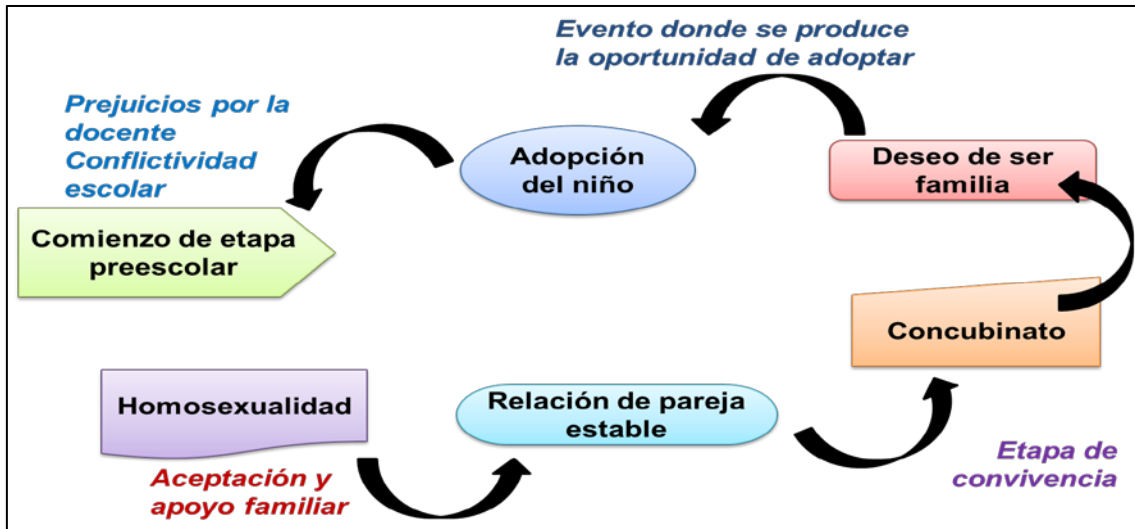 Evento donde se produce
la oportunidad de adoptar
Prejuicios por la
docente
Conflictividad
escolar
Adopción
del niño
Deseo de ser
familia
Comienzo de etapa
preescolar
Concubinato
Homosexualidad
Relación de pareja
estable
Aceptación y
apoyo familiar
Etapa de
convivencia